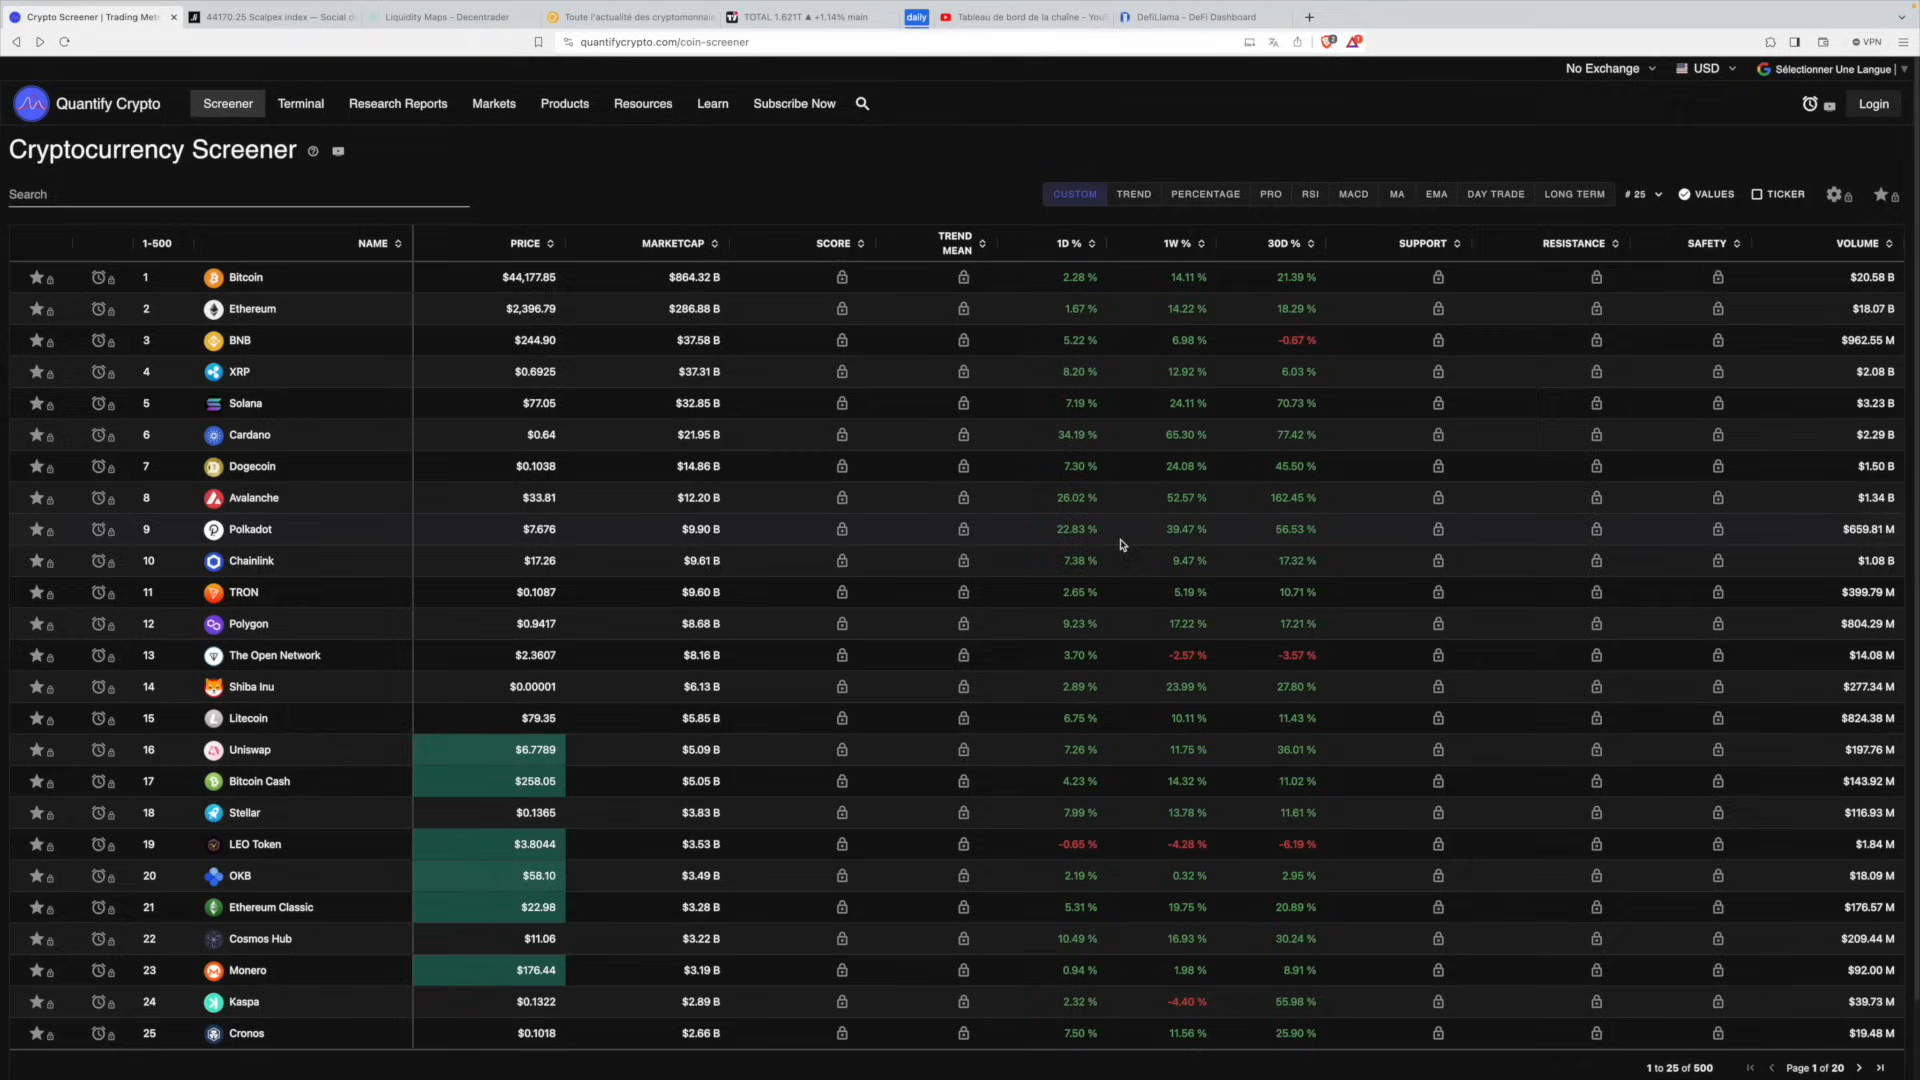 Crypto Screener | Trading Met
44170.25 Scalpex index — Social d
Liquidity Maps - Decentrader
Toute l'actualité des cryptomonnaie
TOTAL 1.621T ▲ +1.14% main
daily
Tableau de bord de la chaîne - YouT
DefiLlama - DeFi Dashboard
quantifycrypto.com/coin-screener
VPN
No Exchange
USD
Sélectionner Une Langue
Quantify Crypto
Screener
Terminal
Research Reports
Markets
Products
Resources
Learn
Subscribe Now
Login
Cryptocurrency Screener
Search
CUSTOM TREND PERCENTAGE PRO RSI MACD MA EMA DAY TRADE LONG TERM # 25 VALUES TICKER
1-500 NAME PRICE MARKETCAP SCORE TREND MEAN 1D % 1W % 30D % SUPPORT RESISTANCE SAFETY VOLUME
1 Bitcoin $44,177.85 $864.32 B 2.28 % 14.11 % 21.39 % $20.58 B
2 Ethereum $2,396.79 $286.88 B 1.67 % 14.22 % 18.29 % $18.07 B
3 BNB $244.90 $37.58 B 5.22 % 6.98 % -0.67 % $962.55 M
4 XRP $0.6925 $37.31 B 8.20 % 12.92 % 6.03 % $2.08 B
5 Solana $77.05 $32.85 B 7.19 % 24.11 % 70.73 % $3.23 B
6 Cardano $0.64 $21.95 B 34.19 % 65.30 % 77.42 % $2.29 B
7 Dogecoin $0.1038 $14.86 B 7.30 % 24.08 % 45.50 % $1.50 B
8 Avalanche $33.81 $12.20 B 26.02 % 52.57 % 162.45 % $1.34 B
9 Polkadot $7.676 $9.90 B 22.83 % 39.47 % 56.53 % $659.81 M
10 Chainlink $17.26 $9.61 B 7.38 % 9.47 % 17.32 % $1.08 B
11 TRON $0.1087 $9.60 B 2.65 % 5.19 % 10.71 % $399.79 M
12 Polygon $0.9417 $8.68 B 9.23 % 17.22 % 17.21 % $804.29 M
13 The Open Network $2.3607 $8.16 B 3.70 % -2.57 % -3.57 % $14.08 M
14 Shiba Inu $0.00001 $6.13 B 2.89 % 23.99 % 27.80 % $277.34 M
15 Litecoin $79.35 $5.85 B 6.75 % 10.11 % 11.43 % $824.38 M
16 Uniswap $6.7789 $5.09 B 7.26 % 11.75 % 36.01 % $197.76 M
17 Bitcoin Cash $258.05 $5.05 B 4.23 % 14.32 % 11.02 % $143.92 M
18 Stellar $0.1365 $3.83 B 7.99 % 13.78 % 11.61 % $116.93 M
19 LEO Token $3.8044 $3.53 B -0.65 % -4.28 % -6.19 % $1.84 M
20 OKB $58.10 $3.49 B 2.19 % 0.32 % 2.95 % $18.09 M
21 Ethereum Classic $22.98 $3.28 B 5.31 % 19.75 % 20.89 % $176.57 M
22 Cosmos Hub $11.06 $3.22 B 10.49 % 16.93 % 30.24 % $209.44 M
23 Monero $176.44 $3.19 B 0.94 % 1.98 % 8.91 % $92.00 M
24 Kaspa $0.1322 $2.89 B 2.32 % -4.40 % 55.98 % $39.73 M
25 Cronos $0.1018 $2.66 B 7.50 % 11.56 % 25.90 % $19.48 M
1 to 25 of 500
Page 1 of 20